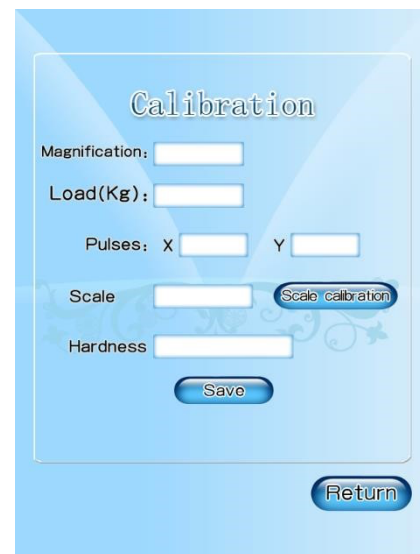 Calibration
Magnification:
Load(Kg):
Pulses: X Y
Scale Scale calibration
Hardness
Save
Return